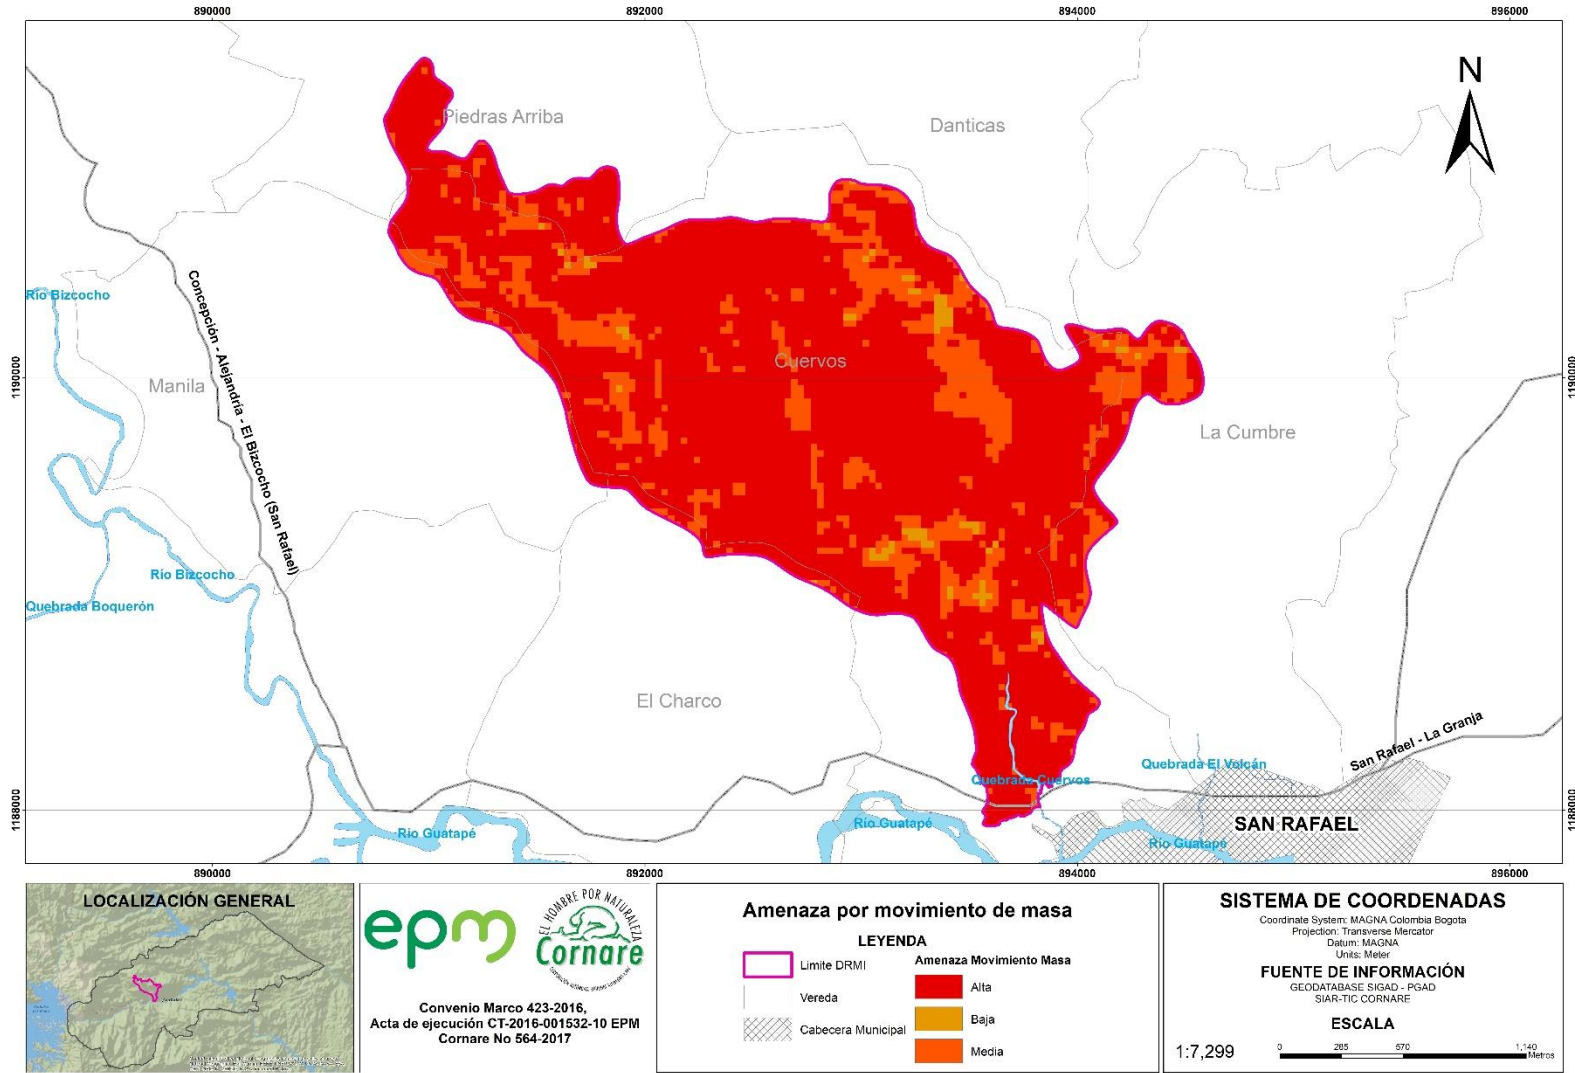 890000
892000
894000
896000
N
Piedras Arriba
Danticas
Río Bizcocho
Concepción - Alejandría - El Bizcocho (San Rafael)
Cuervos
1190000
1190000
Manila
La Cumbre
Río Bizcocho
Quebrada Boquerón
El Charco
San Rafael - La Granja
Quebrada El Volcán
Quebrada Cuervos
1188000
1188000
Río Guatapé
Río Guatapé
SAN RAFAEL
Río Guatapé
890000
892000
894000
896000
LOCALIZACIÓN GENERAL
epm
EL HOMBRE POR NATURALEZA
Cornare
Convenio Marco 423-2016,
Acta de ejecución CT-2016-001532-10 EPM
Cornare No 564-2017
Amenaza por movimiento de masa
LEYENDA
Limite DRMI
Vereda
Cabecera Municipal
Amenaza Movimiento Masa
Alta
Baja
Media
SISTEMA DE COORDENADAS
Coordinate System: MAGNA Colombia Bogota
Projection: Transverse Mercator
Datum: MAGNA
Units: Meter
FUENTE DE INFORMACIÓN
GEODATABASE SIGAD - PGAD
SIAR-TIC CORNARE
ESCALA
1:7,299
0 285 570 1,140
Metros